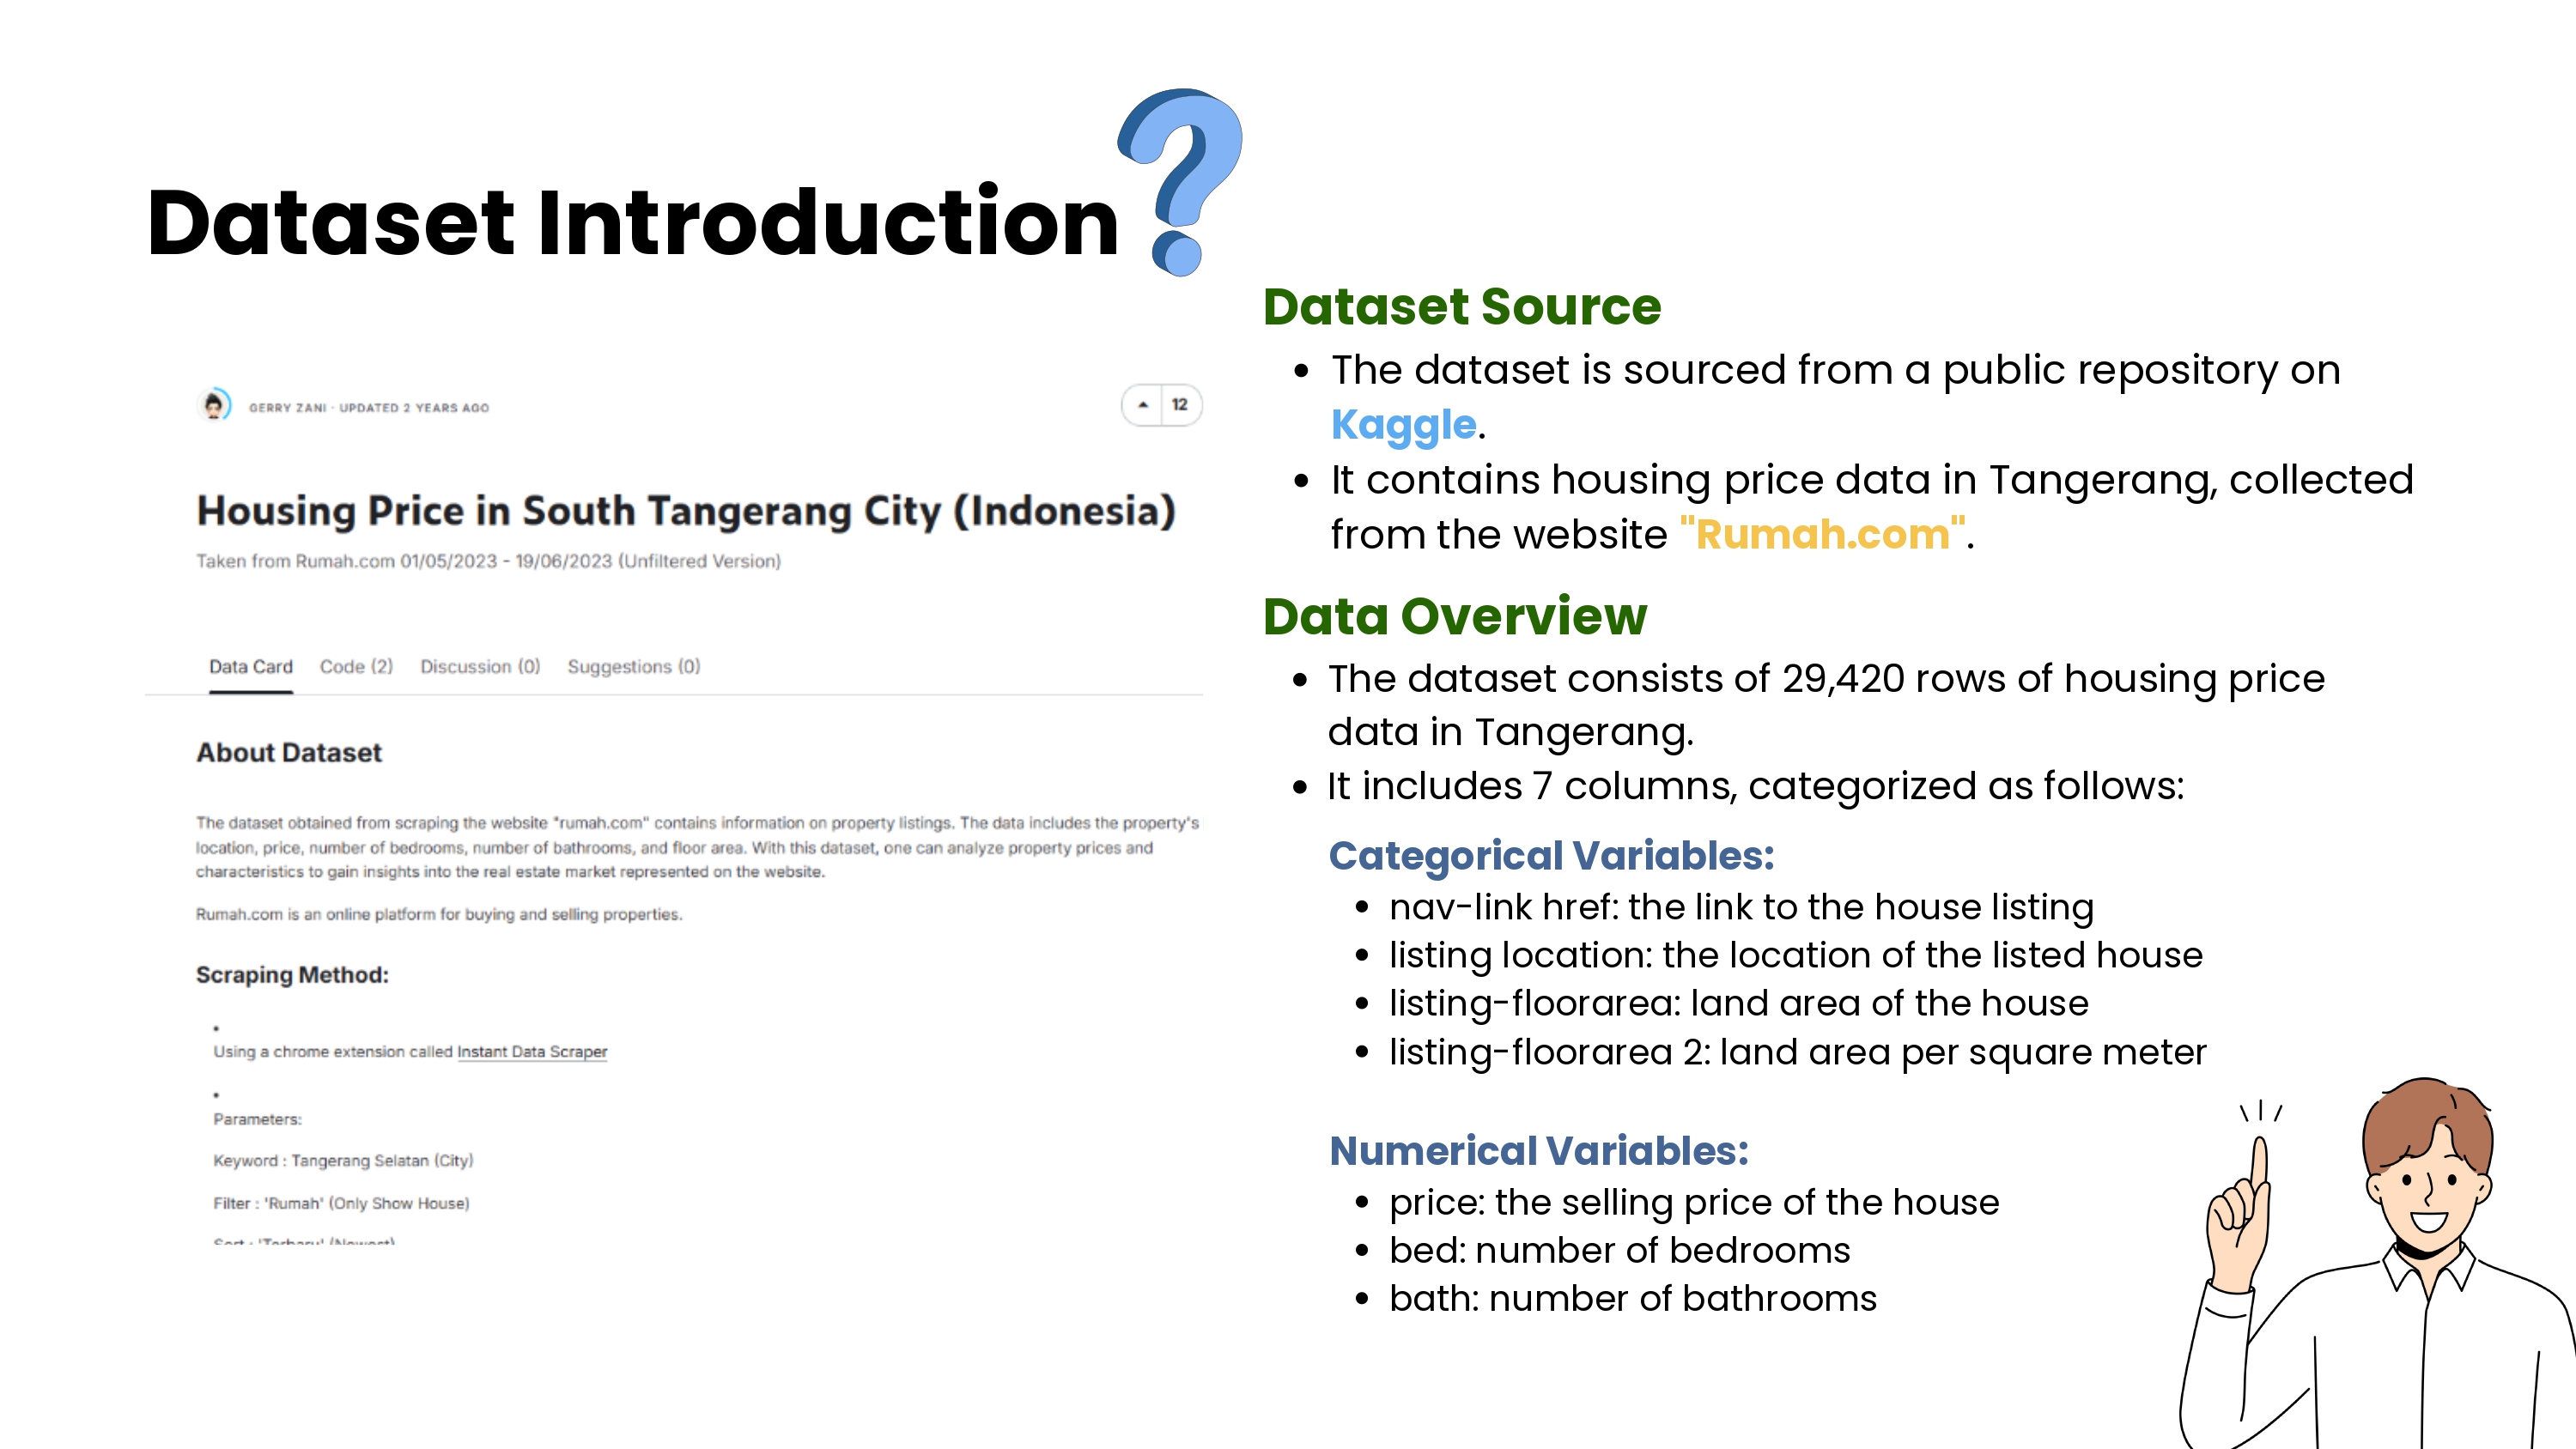 Dataset Introduction
GERRY ZANI · UPDATED 2 YEARS AGO
12
Housing Price in South Tangerang City (Indonesia)
Taken from Rumah.com 01/05/2023 - 19/06/2023 (Unfiltered Version)
Data Card Code (2) Discussion (0) Suggestions (0)
About Dataset
The dataset obtained from scraping the website "rumah.com" contains information on property listings. The data includes the property's
location, price, number of bedrooms, number of bathrooms, and floor area. With this dataset, one can analyze property prices and
characteristics to gain insights into the real estate market represented on the website.
Rumah.com is an online platform for buying and selling properties.
Scraping Method:
•
Using a chrome extension called Instant Data Scraper
•
Parameters:
Keyword : Tangerang Selatan (City)
Filter : 'Rumah' (Only Show House)
Sort : 'Terbaru' (Newest)
Dataset Source
• The dataset is sourced from a public repository on
Kaggle.
• It contains housing price data in Tangerang, collected
from the website "Rumah.com".
Data Overview
• The dataset consists of 29,420 rows of housing price
data in Tangerang.
• It includes 7 columns, categorized as follows:
Categorical Variables:
• nav-link href: the link to the house listing
• listing location: the location of the listed house
• listing-floorarea: land area of the house
• listing-floorarea 2: land area per square meter
Numerical Variables:
• price: the selling price of the house
• bed: number of bedrooms
• bath: number of bathrooms